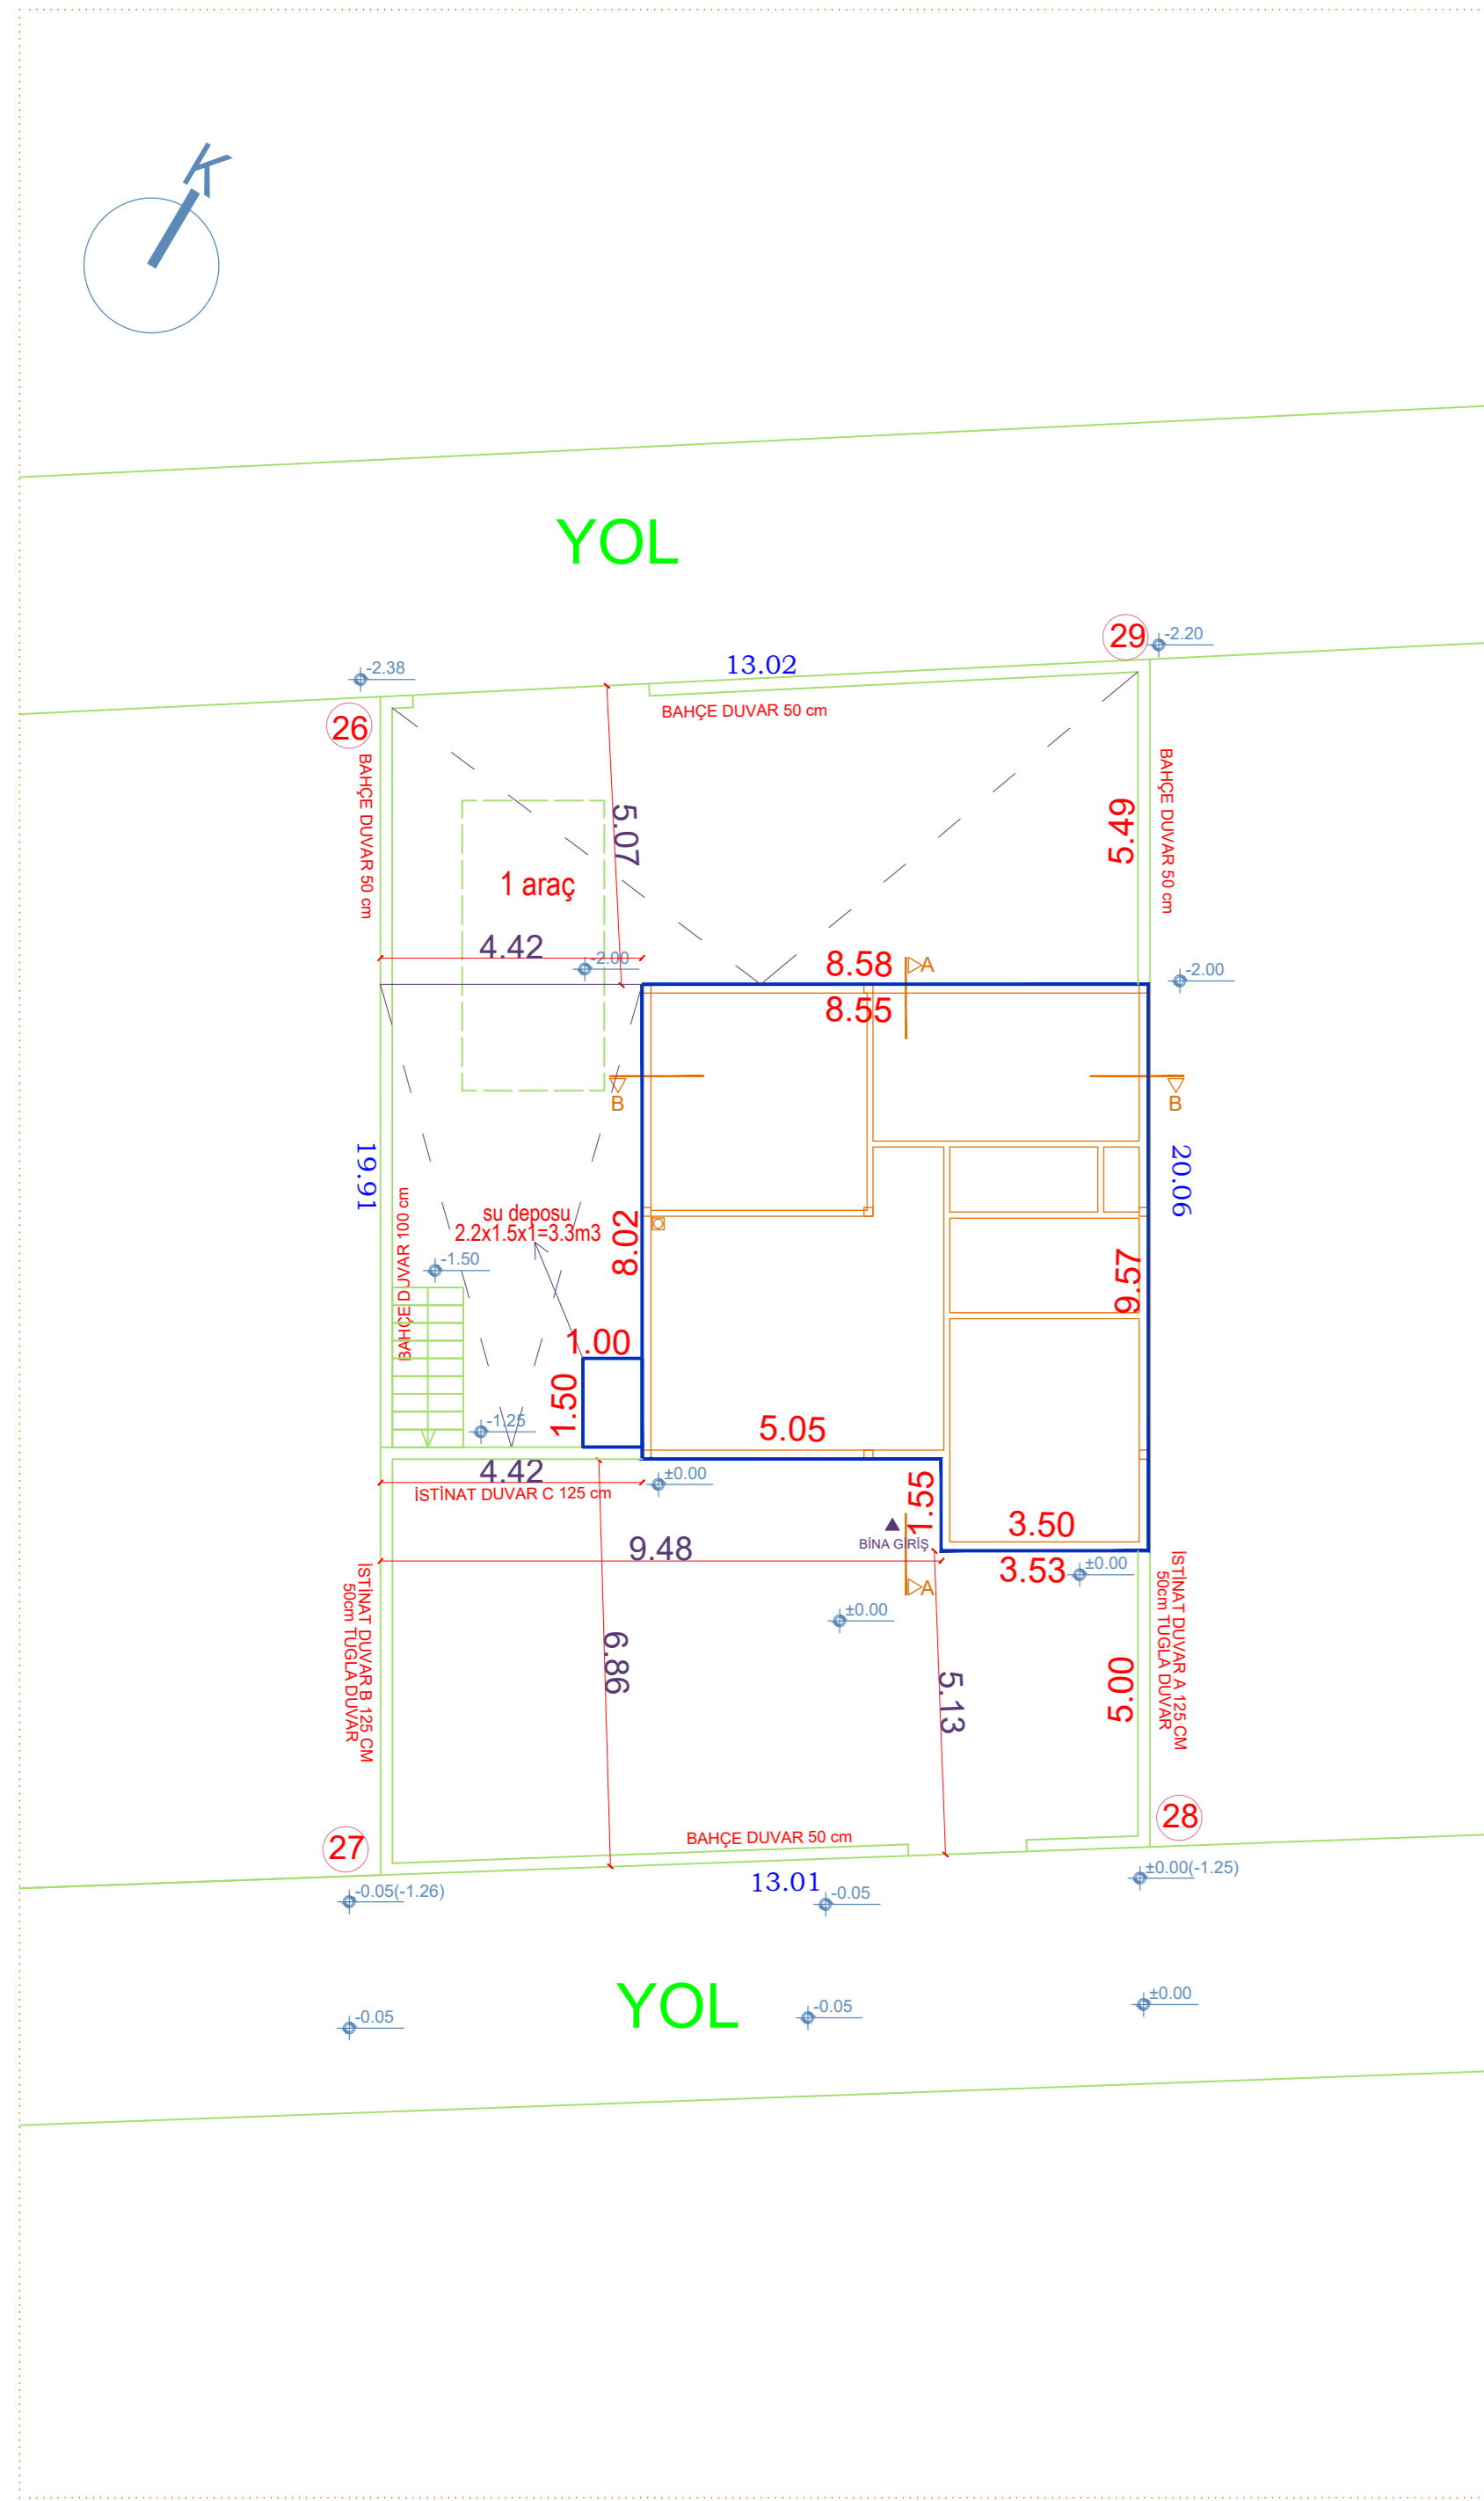 K
YOL
29
-2.20
13.02
-2.38
26
BAHÇE DUVAR 50 cm
BAHÇE DUVAR 50 cm
BAHÇE DUVAR 50 cm
5.07
5.49
1 araç
4.42
-2.00
8.58
A
-2.00
8.55
B
B
19.91
20.06
BAHÇE DUVAR 100 cm
su deposu
2.2x1.5x1=3.3m3
8.02
-1.50
9.57
1.00
1.50
-1.25
5.05
4.42
±0.00
İSTİNAT DUVAR C 125 cm
1.55
3.50
BİNA GİRİŞ
9.48
3.53
±0.00
A
±0.00
İSTİNAT DUVAR B 125 CM
50cm TUGLA DUVAR
İSTİNAT DUVAR A 125 CM
50cm TUGLA DUVAR
6.86
5.13
5.00
28
27
BAHÇE DUVAR 50 cm
13.01
±0.00(-1.25)
-0.05(-1.26)
-0.05
YOL
-0.05
-0.05
±0.00